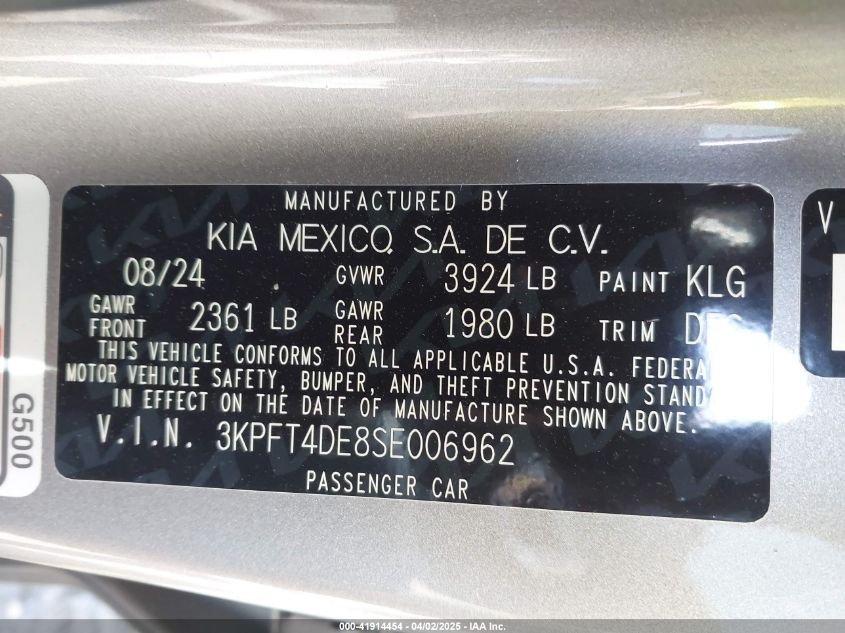 MANUFACTURED BY
KIA MEXICO, S.A. DE C.V.
08/24 GVWR 3924 LB PAINT KLG
GAWR FRONT 2361 LB GAWR REAR 1980 LB TRIM
THIS VEHICLE CONFORMS TO ALL APPLICABLE U.S.A.
MOTOR VEHICLE SAFETY, BUMPER, AND THEFT PREVENTION
IN EFFECT ON THE DATE OF MANUFACTURE SHOWN ABOVE.
V.I.N. 3KPFT4DE8SE006962
PASSENGER CAR
G500
V
000-41914454 - 04/02/2025 - IAA Inc.